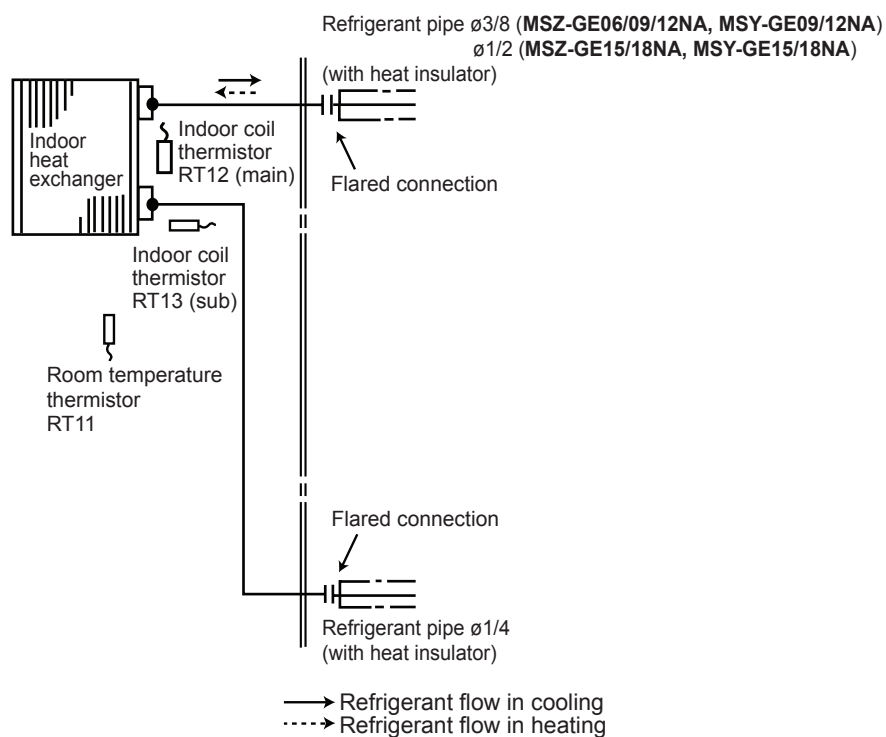 Refrigerant pipe ø3/8 (MSZ-GE06/09/12NA, MSY-GE09/12NA)
ø1/2 (MSZ-GE15/18NA, MSY-GE15/18NA)
(with heat insulator)
Indoor
heat
exchanger
Indoor coil
thermistor
RT12 (main)
Flared connection
Indoor coil
thermistor
RT13 (sub)
Room temperature
thermistor
RT11
Flared connection
Refrigerant pipe ø1/4
(with heat insulator)
Refrigerant flow in cooling
Refrigerant flow in heating